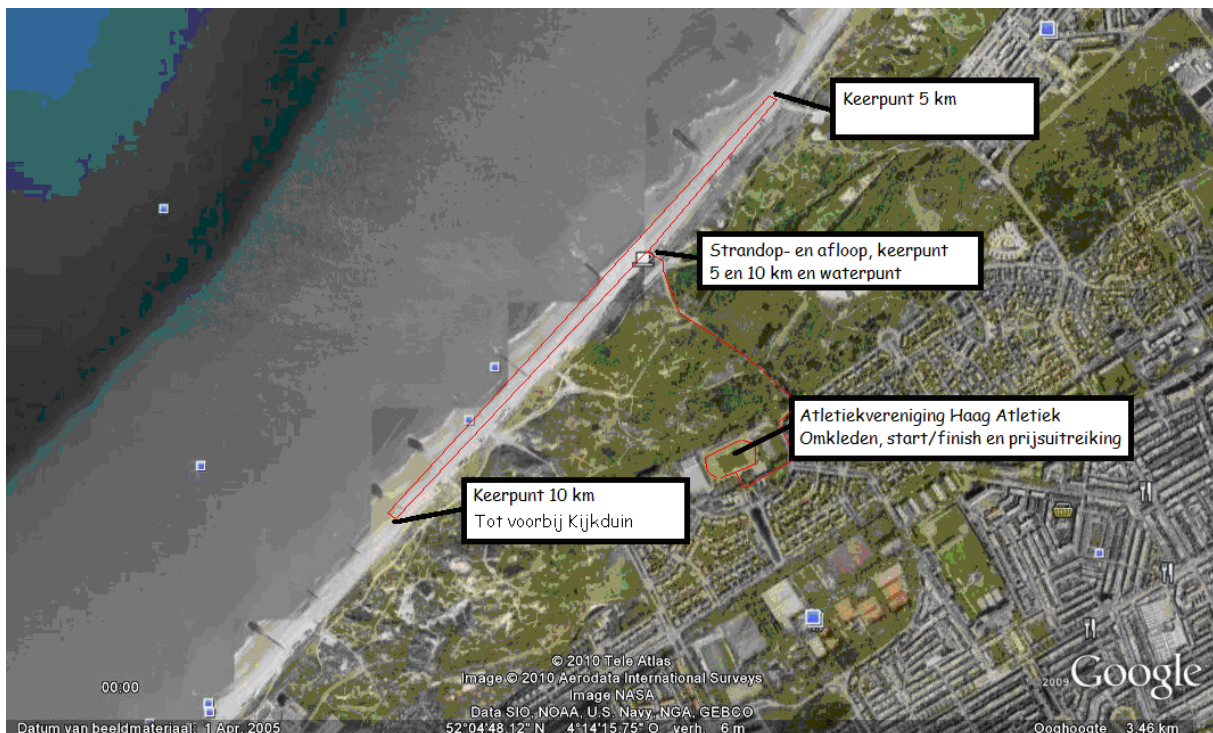 Keerpunt 5 km
Strandop- en afloop, keerpunt
5 en 10 km en waterpunt
Atletiekvereniging Haag Atletiek
Omkleden, start/finish en prijsuitreiking
Keerpunt 10 km
Tot voorbij Kijkduin
© 2010 Tele Atlas
Image © 2010 Aerodata International Surveys
Image NASA
Data SIO, NOAA, U.S. Navy, NGA, GEBCO
2009 Google
00:00
Datum van beeldmateriaal: 1 Apr. 2005
52°04'48.12" N 4°14'15.75" O verh. 6 m
Ooghoogte 3.46 km